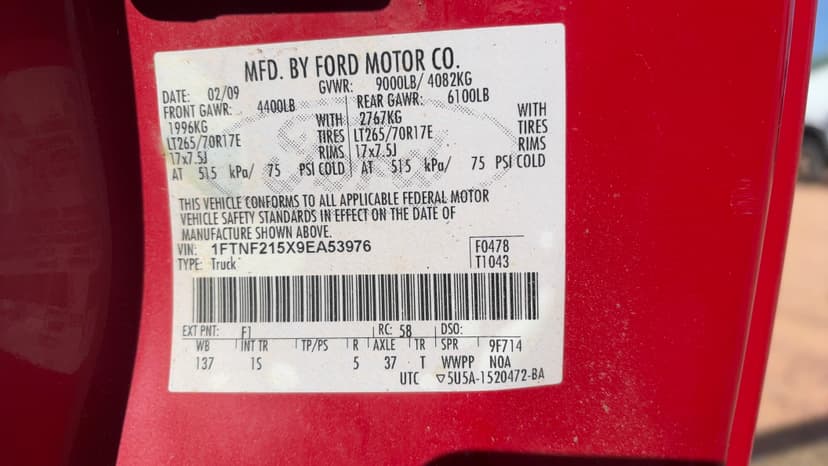 MFD. BY FORD MOTOR CO.
DATE: 02/09 GVWR: 9000LB/ 4082KG
FRONT GAWR: 4400LB REAR GAWR: 6100LB
1996KG WITH 2767KG WITH
LT265/70R17E TIRES LT265/70R17E TIRES
17x7.5J RIMS 17x7.5J RIMS
AT 515 kPa/ 75 PSI COLD AT 515 kPa/ 75 PSI COLD
THIS VEHICLE CONFORMS TO ALL APPLICABLE FEDERAL MOTOR
VEHICLE SAFETY STANDARDS IN EFFECT ON THE DATE OF
MANUFACTURE SHOWN ABOVE.
VIN: 1FTNF215X9EA53976 F0478
TYPE: Truck T1043
EXT PNT: F1 RC: 58 DSO:
WB INT TR TP/PS R AXLE TR SPR 9F714
137 1S 5 37 T WWPP NOA
UTC ▽5U5A-1520472-BA